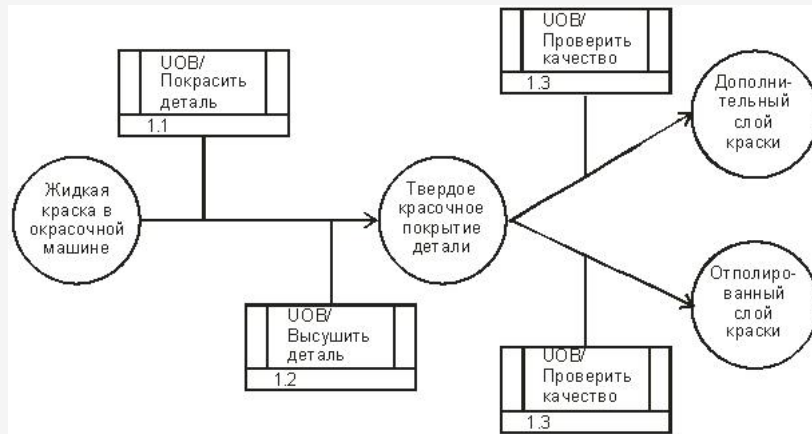 UOB/
Покрасить
деталь
1.1
UOB/
Проверить
качество
1.3
Дополни-
тельный
слой
краски
Жидкая
краска в
окрасочной
машине
Твердое
красочное
покрытие
детали
UOB/
Высушить
деталь
1.2
Отполиро-
ванный
слой
краски
UOB/
Проверить
качество
1.3